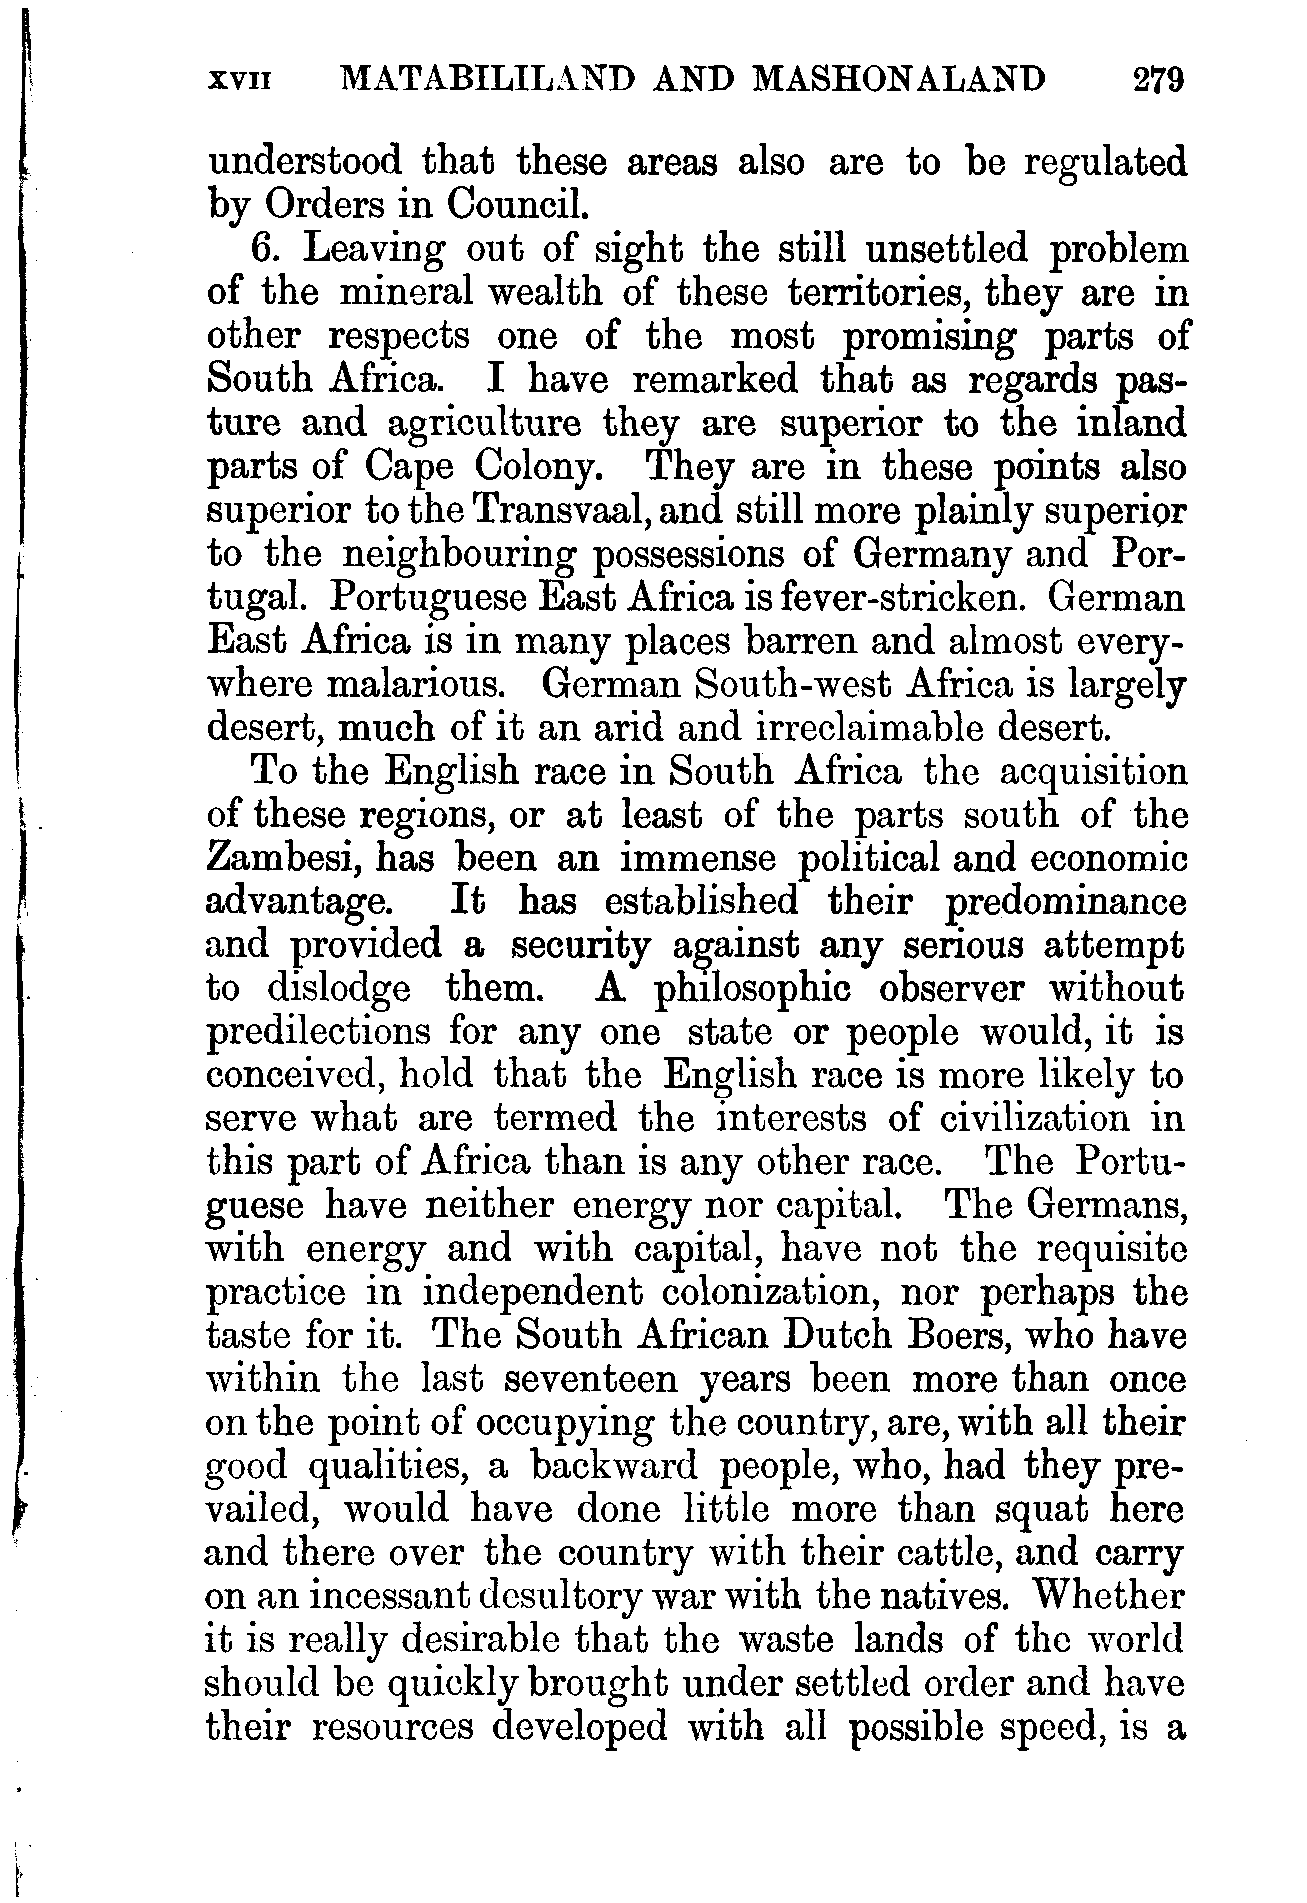 XVII MATABILILAND AND MASHONALAND 279
understood that these areas also are to be regulated
by Orders in Council.
6. Leaving out of sight the still unsettled problem
of the mineral wealth of these territories, they are in
other respects one of the most promising parts of
South Africa. I have remarked that as regards pas-
ture and agriculture they are superior to the inland
parts of Cape Colony. They are in these points also
superior to the Transvaal, and still more plainly superior
to the neighbouring possessions of Germany and Por-
tugal. Portuguese East Africa is fever-stricken. German
East Africa is in many places barren and almost every-
where malarious. German South-west Africa is largely
desert, much of it an arid and irreclaimable desert.
To the English race in South Africa the acquisition
of these regions, or at least of the parts south of the
Zambesi, has been an immense political and economic
advantage. It has established their predominance
and provided a security against any serious attempt
to dislodge them. A philosophic observer without
predilections for any one state or people would, it is
conceived, hold that the English race is more likely to
serve what are termed the interests of civilization in
this part of Africa than is any other race. The Portu-
guese have neither energy nor capital. The Germans,
with energy and with capital, have not the requisite
practice in independent colonization, nor perhaps the
taste for it. The South African Dutch Boers, who have
within the last seventeen years been more than once
on the point of occupying the country, are, with all their
good qualities, a backward people, who, had they pre-
vailed, would have done little more than squat here
and there over the country with their cattle, and carry
on an incessant desultory war with the natives. Whether
it is really desirable that the waste lands of the world
should be quickly brought under settled order and have
their resources developed with all possible speed, is a